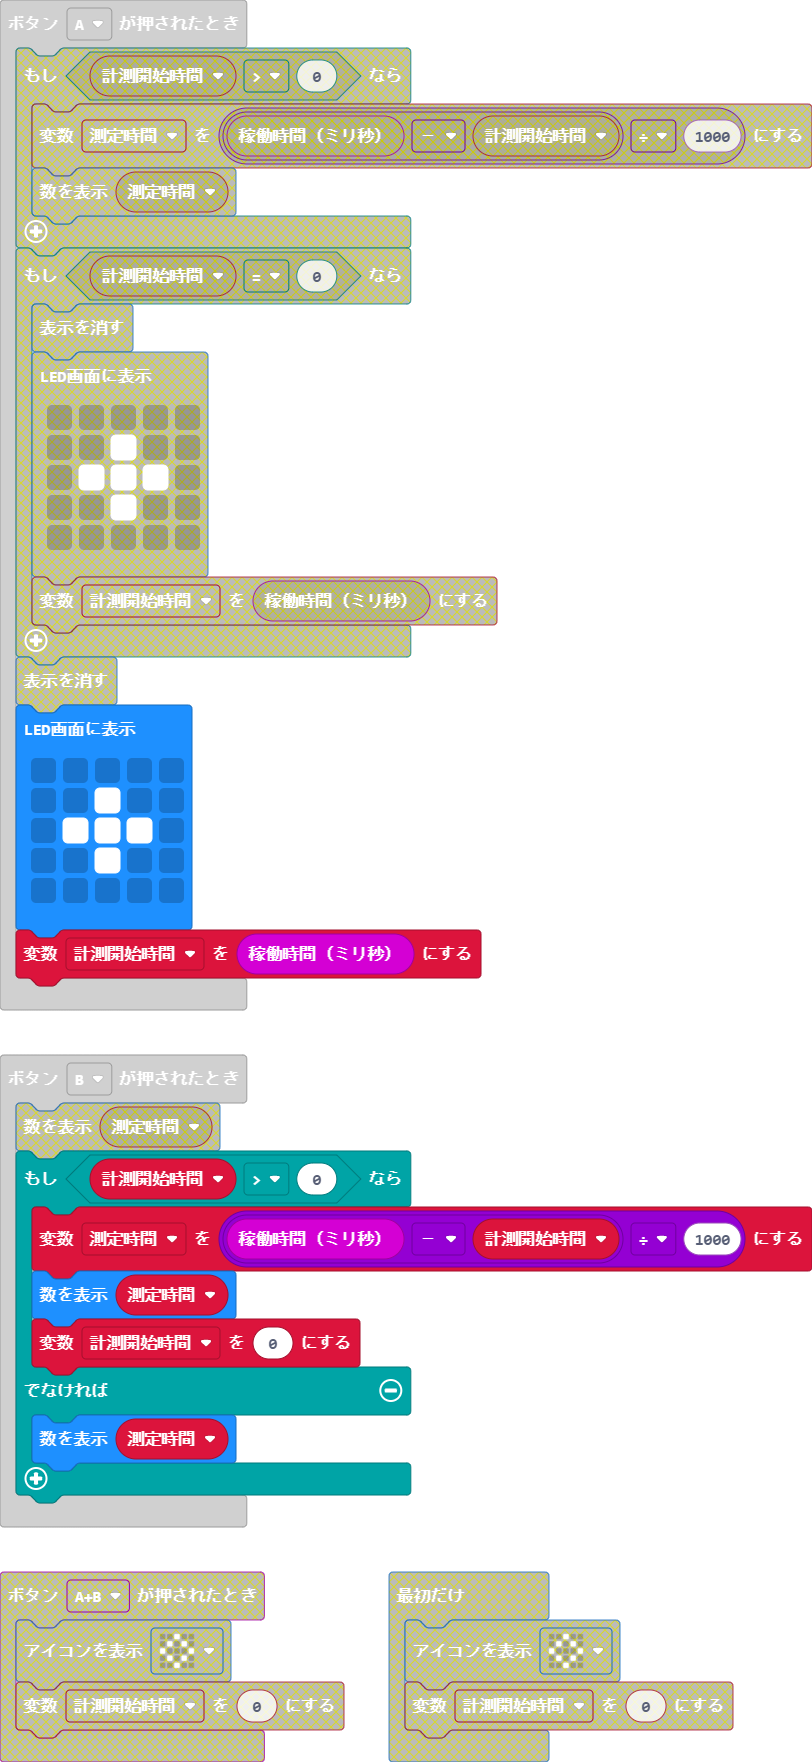 ボタン A が押されたとき
もし 計測開始時間 > 0 なら
変数 測定時間 を 稼働時間（ミリ秒） － 計測開始時間 ÷ 1000 にする
数を表示 測定時間
もし 計測開始時間 = 0 なら
表示を消す
LED画面に表示
変数 計測開始時間 を 稼働時間（ミリ秒） にする
表示を消す
LED画面に表示
変数 計測開始時間 を 稼働時間（ミリ秒） にする
ボタン B が押されたとき
数を表示 測定時間
もし 計測開始時間 > 0 なら
変数 測定時間 を 稼働時間（ミリ秒） － 計測開始時間 ÷ 1000 にする
数を表示 測定時間
変数 計測開始時間 を 0 にする
でなければ
数を表示 測定時間
ボタン A+B が押されたとき
アイコンを表示
変数 計測開始時間 を 0 にする
最初だけ
アイコンを表示
変数 計測開始時間 を 0 にする